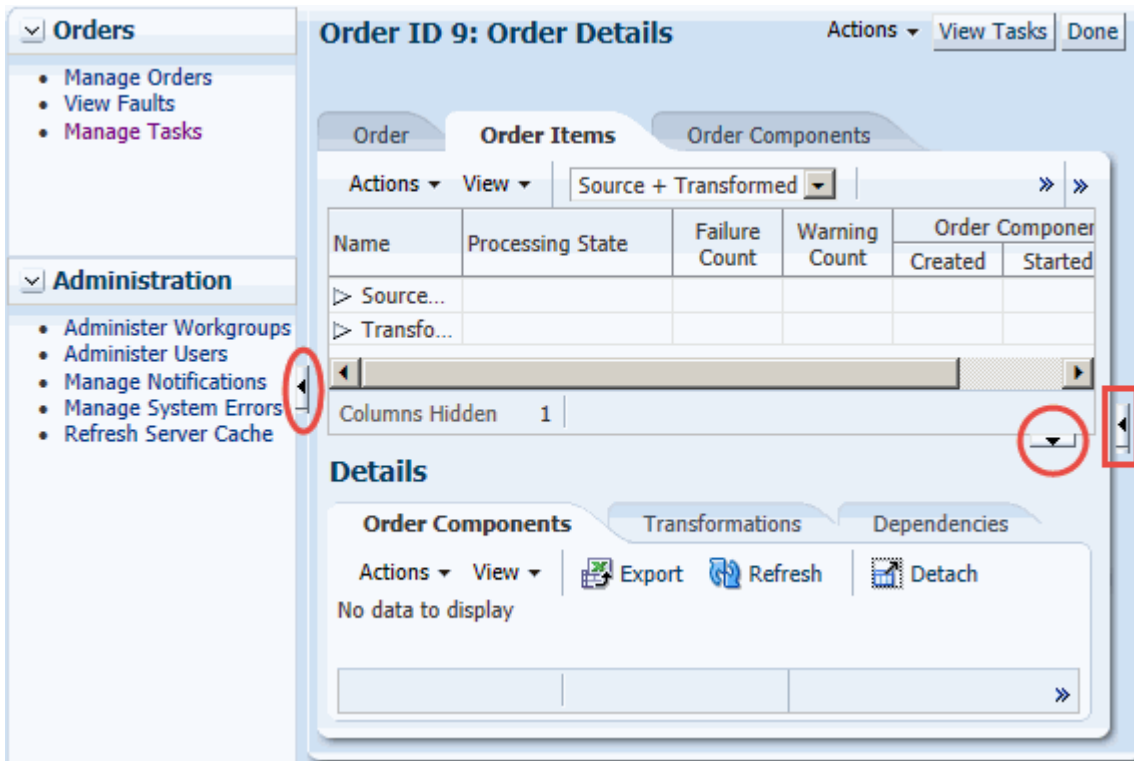 Orders
Manage Orders
View Faults
Manage Tasks
Administration
Administer Workgroups
Administer Users
Manage Notifications
Manage System Errors
Refresh Server Cache
Order ID 9: Order Details
Actions View Tasks Done
Order Order Items Order Components
Actions View Source + Transformed » »
Name Processing State Failure Count Warning Count Order Componen
Created Started
Source...
Transfo...
Columns Hidden 1
Details
Order Components Transformations Dependencies
Actions View Export Refresh Detach
No data to display
»